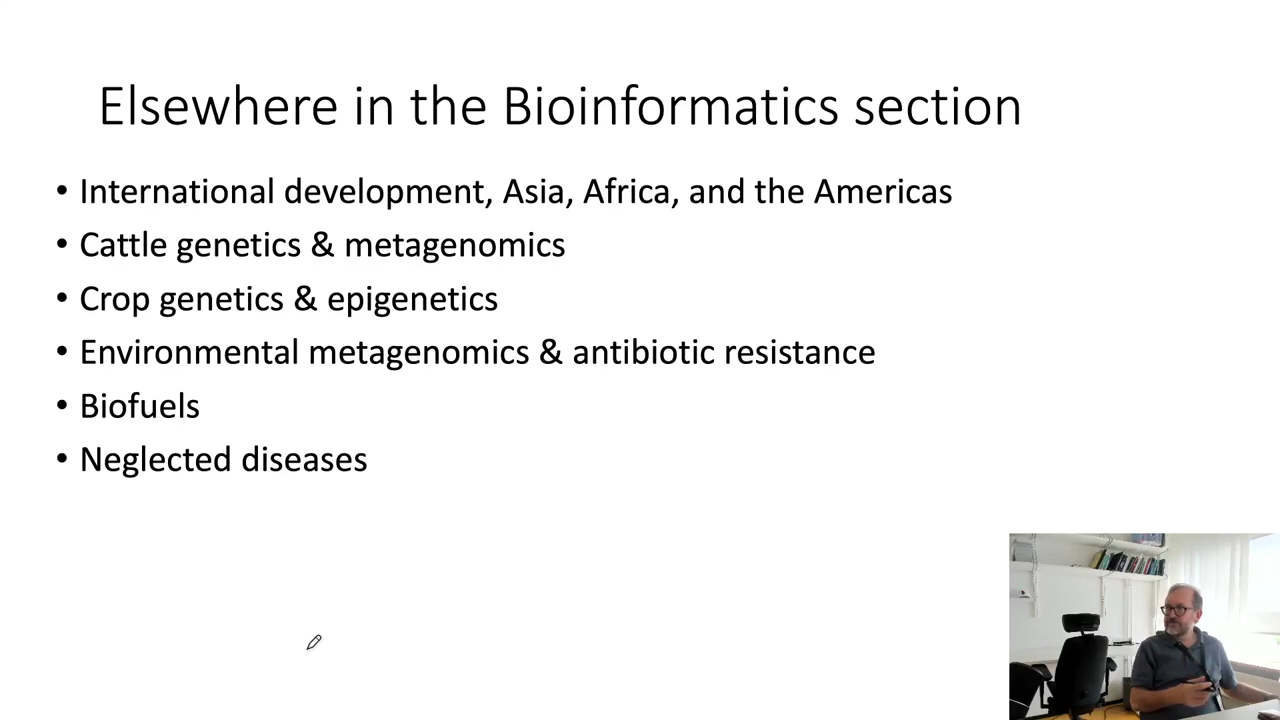 Elsewhere in the Bioinformatics section
• International development, Asia, Africa, and the Americas
• Cattle genetics & metagenomics
• Crop genetics & epigenetics
• Environmental metagenomics & antibiotic resistance
• Biofuels
• Neglected diseases